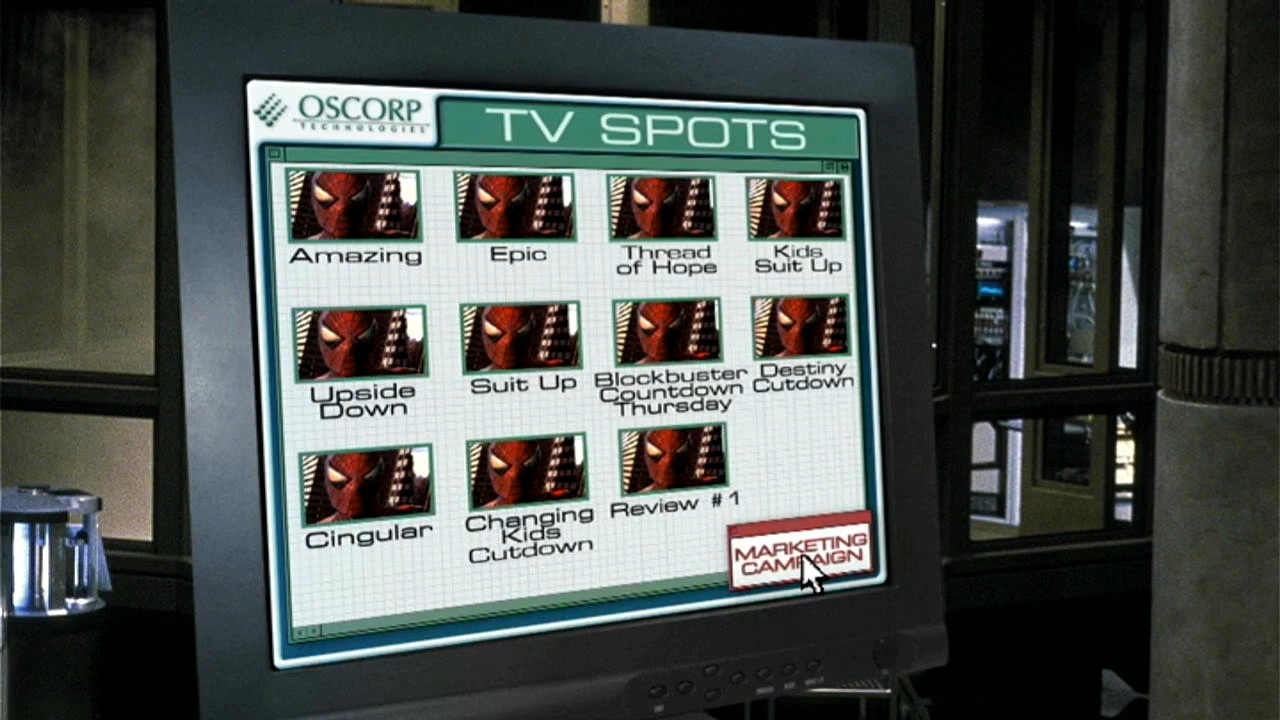 OSCORP
TECHNOLOGIES
TV SPOTS
Amazing
Epic
Thread
of Hope
Kids
Suit Up
Upside
Down
Suit Up
Blockbuster
Countdown
Thursday
Destiny
Cutdown
Cingular
Changing
Kids
Cutdown
Review #1
MARKETING
CAMPAIGN